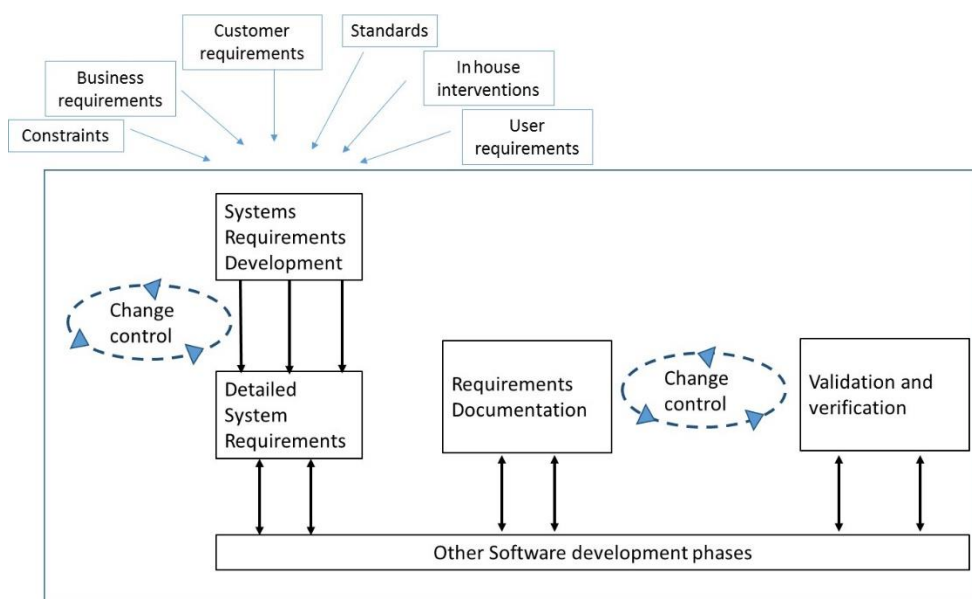 Customer
requirements
Standards
Business
requirements
In house
interventions
Constraints
User
requirements
Systems
Requirements
Development
Change
control
Detailed
System
Requirements
Requirements
Documentation
Change
control
Validation and
verification
Other Software development phases